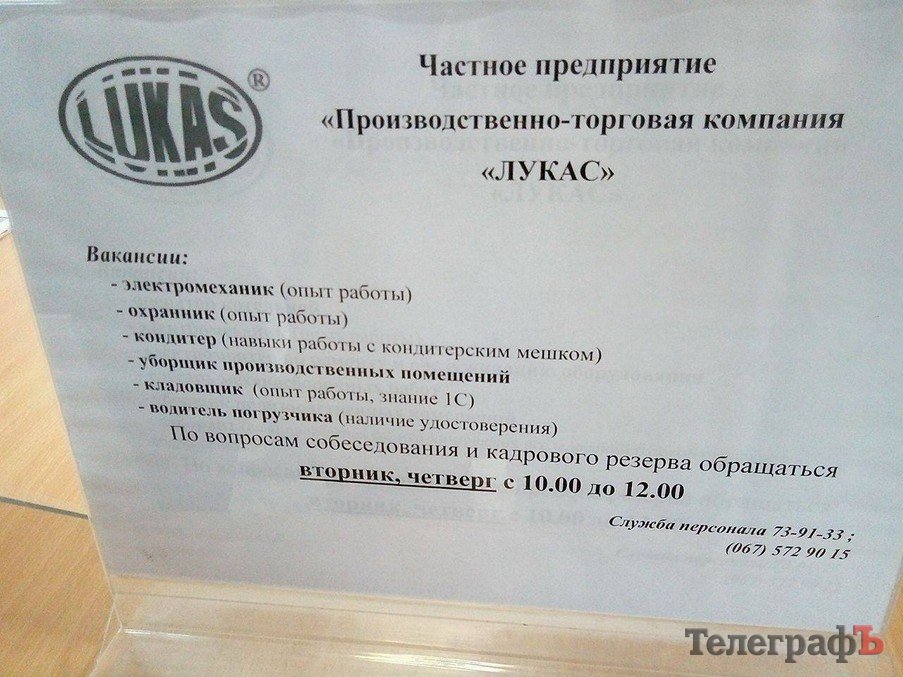 LUKAS®
Частное предприятие
«Производственно-торговая компания
«ЛУКАС»
Вакансии:
- электромеханик (опыт работы)
- охранник (опыт работы)
- кондитер (навыки работы с кондитерским мешком)
- уборщик производственных помещений
- кладовщик (опыт работы, знание 1С)
- водитель погрузчика (наличие удостоверения)
По вопросам собеседования и кадрового резерва обращаться
вторник, четверг с 10.00 до 12.00
Служба персонала 73-91-33 ;
(067) 572 90 15
ТелеграфЪ